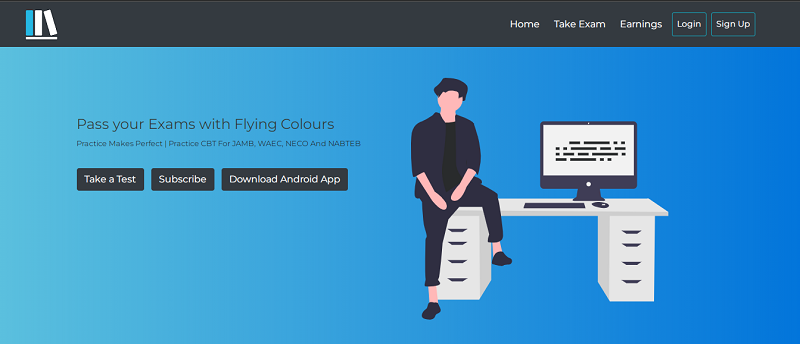 Home Take Exam Earnings Login Sign Up
Pass your Exams with Flying Colours
Practice Makes Perfect | Practice CBT For JAMB, WAEC, NECO And NABTEB
Take a Test Subscribe Download Android App